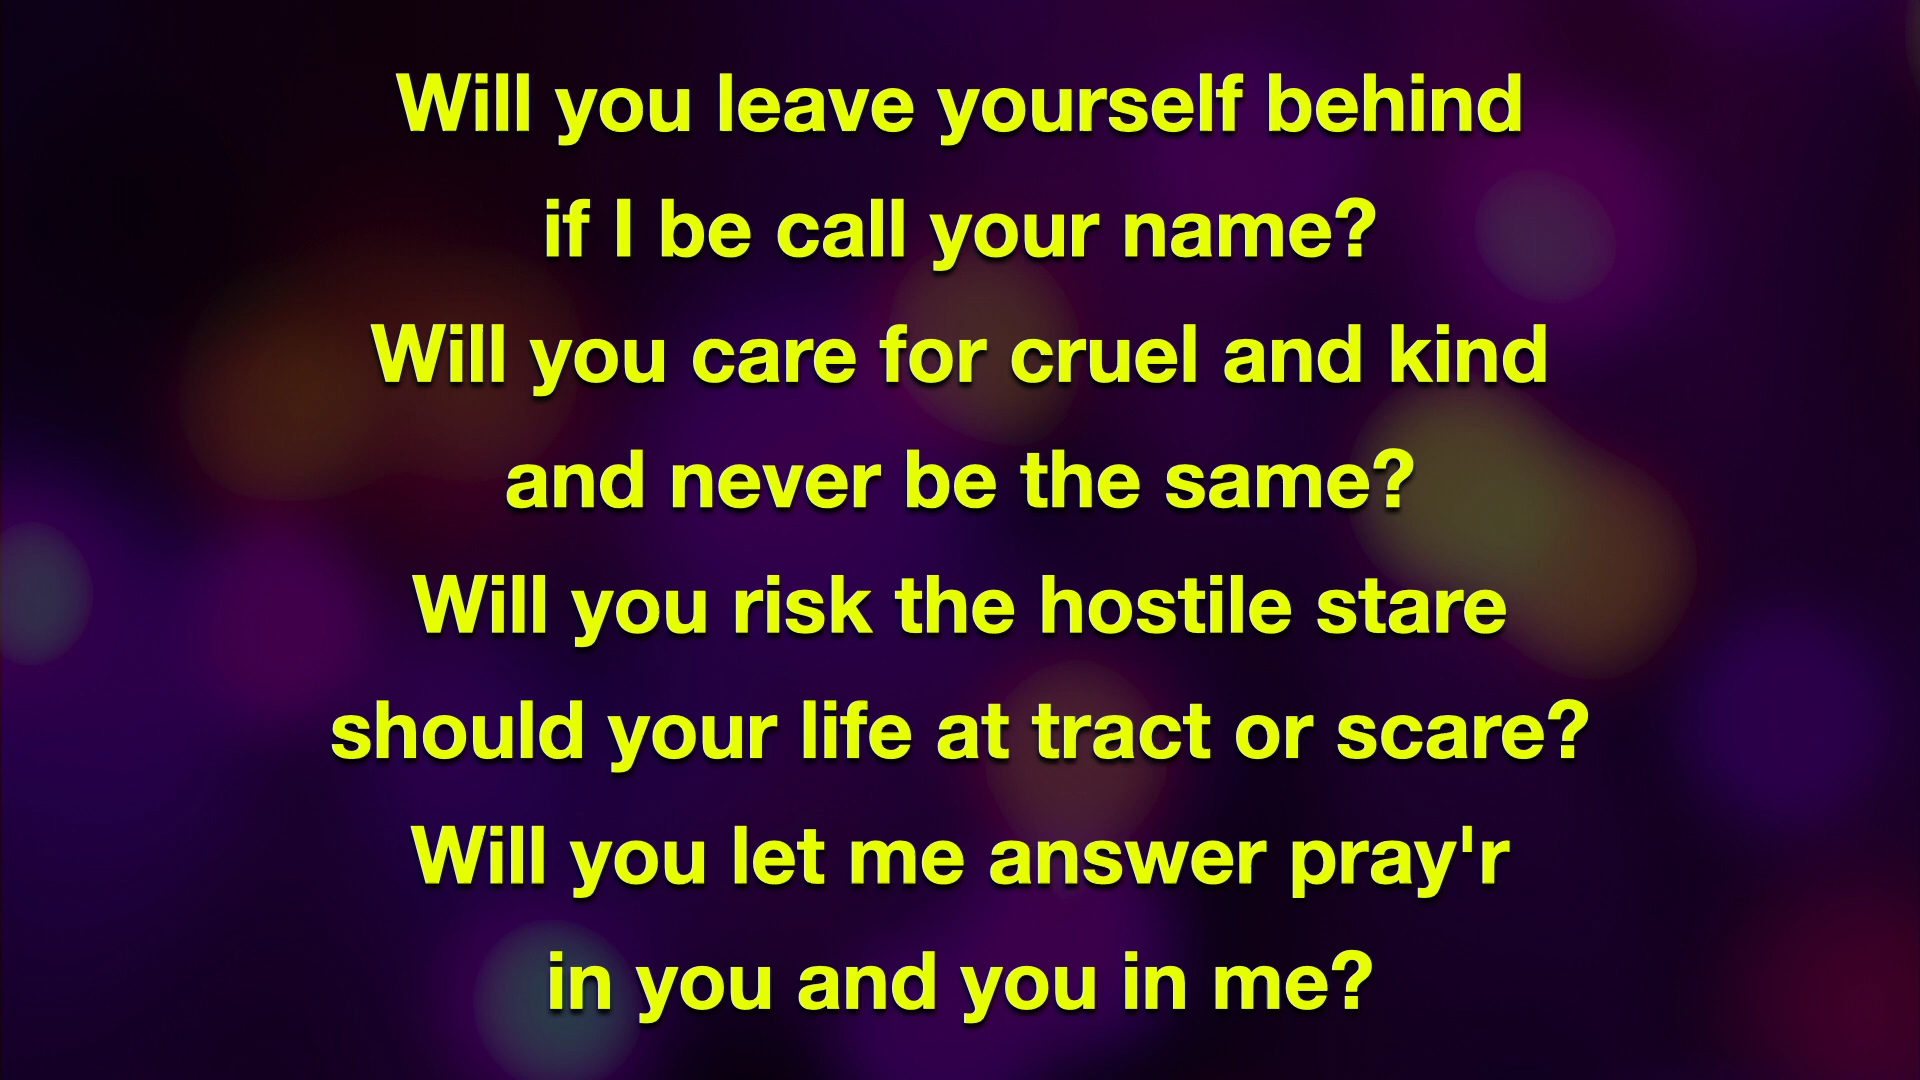 Will you leave yourself behind
if I be call your name?
Will you care for cruel and kind
and never be the same?
Will you risk the hostile stare
should your life at tract or scare?
Will you let me answer pray'r
in you and you in me?